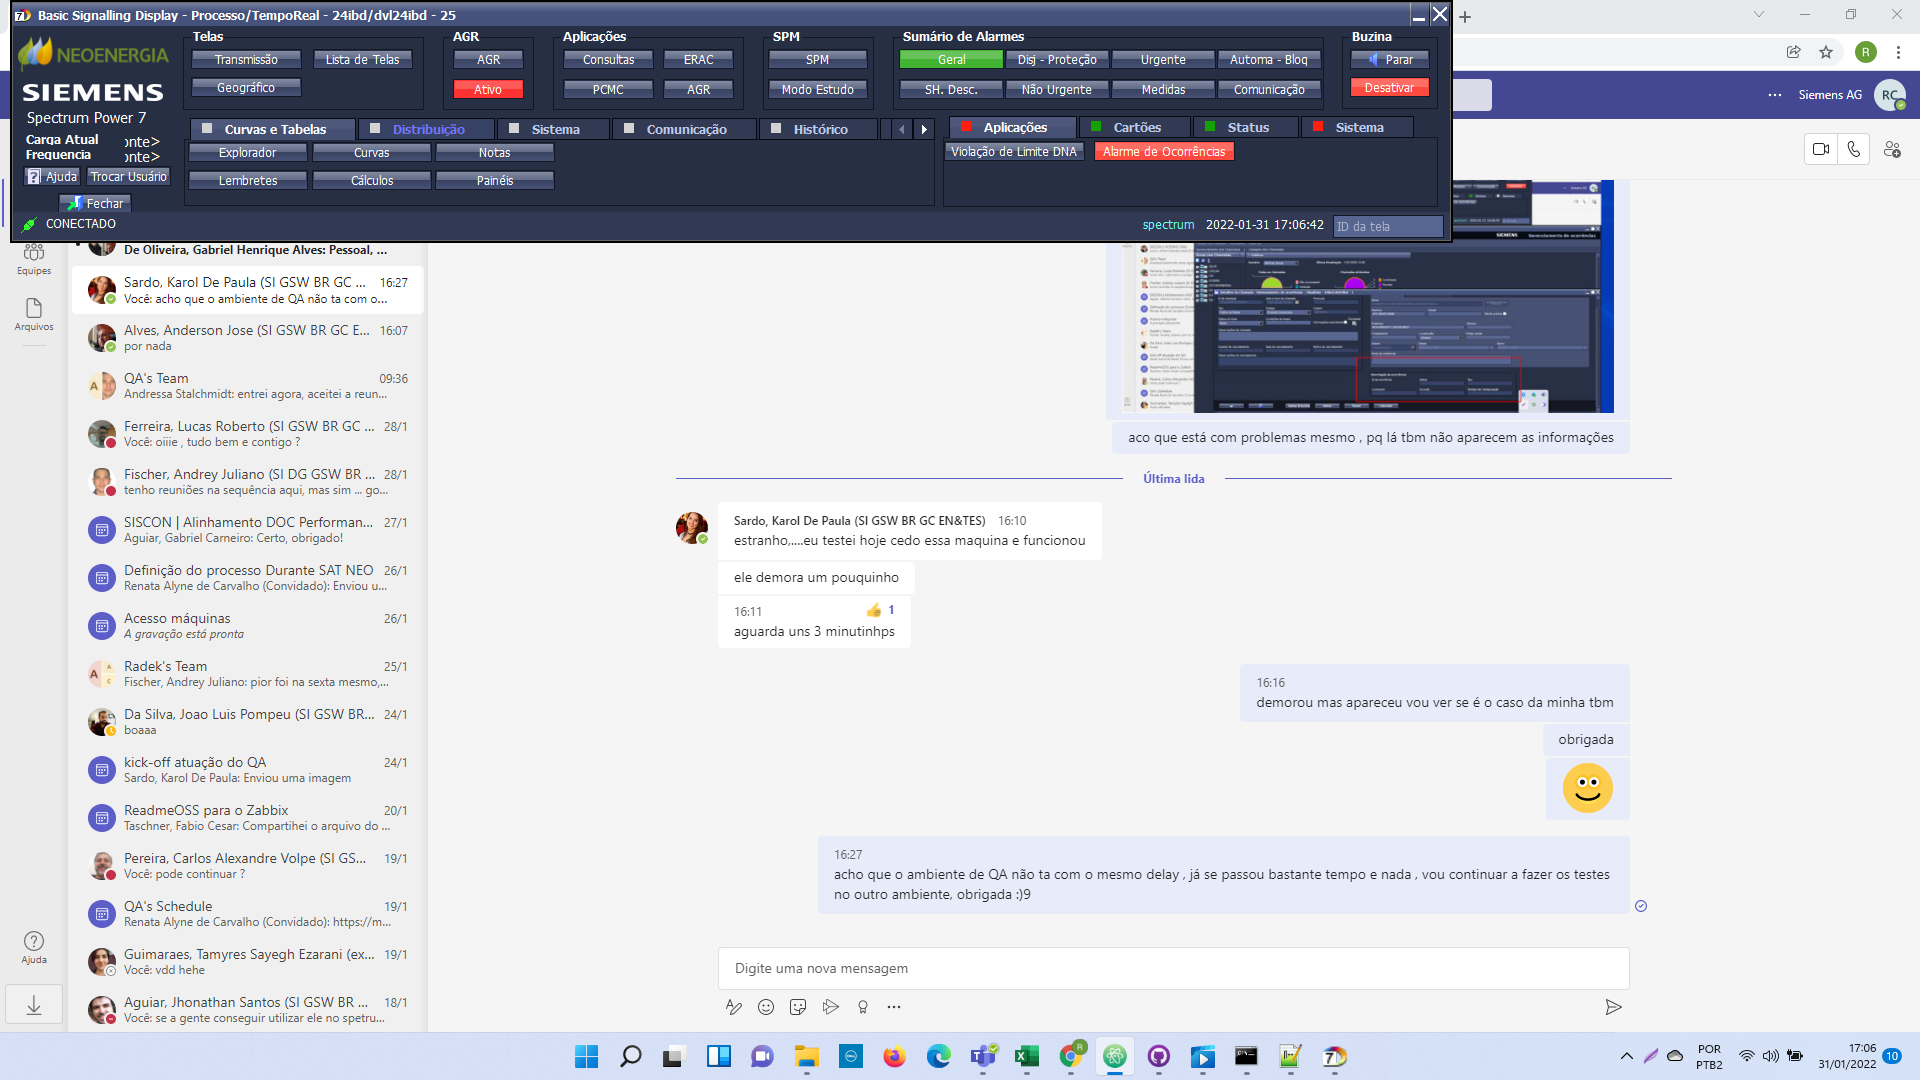 Basic Signalling Display - Processo/TempoReal - 24ibd/dvl24ibd - 25
NEOENERGIA
SIEMENS
Spectrum Power 7
Carga Atual onte>
Frequencia onte>
Ajuda Trocar Usuário
Fechar
CONECTADO
Telas
Transmissão Lista de Telas
Geográfico
AGR
AGR
Ativo
Aplicações
Consultas ERAC
PCMC AGR
SPM
SPM
Modo Estudo
Sumário de Alarmes
Geral Disj - Proteção Urgente Automa - Bloq
SH. Desc. Não Urgente Medidas Comunicação
Buzina
Parar
Desativar
Curvas e Tabelas Distribuição Sistema Comunicação Histórico
Explorador Curvas Notas
Lembretes Cálculos Painéis
Aplicações Cartões Status Sistema
Violação de Limite DNA Alarme de Ocorrências
spectrum 2022-01-31 17:06:42 ID da tela
R
Siemens AG RC
Equipes
Arquivos
Ajuda
De Oliveira, Gabriel Henrique Alves: Pessoal, ...
Sardo, Karol De Paula (SI GSW BR GC ... 16:27
Você: acho que o ambiente de QA não ta com o...
Alves, Anderson Jose (SI GSW BR GC E... 16:07
por nada
QA's Team 09:36
Andressa Stalchmidt: entrei agora, aceitei a reun...
Ferreira, Lucas Roberto (SI GSW BR GC ... 28/1
Você: oiiie , tudo bem e contigo ?
Fischer, Andrey Juliano (SI DG GSW BR ... 28/1
tenho reuniões na sequência aqui, mas sim ... go...
SISCON | Alinhamento DOC Performan... 27/1
Aguiar, Gabriel Carneiro: Certo, obrigado!
Definição do processo Durante SAT NEO 26/1
Renata Alyne de Carvalho (Convidado): Enviou u...
Acesso máquinas 26/1
A gravação está pronta
Radek's Team 25/1
Fischer, Andrey Juliano: pior foi na sexta mesmo,...
Da Silva, Joao Luis Pompeu (SI GSW BR... 24/1
boaaa
kick-off atuação do QA 24/1
Sardo, Karol De Paula: Enviou uma imagem
ReadmeOSS para o Zabbix 20/1
Taschner, Fabio Cesar: Compartihei o arquivo do ...
Pereira, Carlos Alexandre Volpe (SI GS... 19/1
Você: pode continuar ?
QA's Schedule 19/1
Renata Alyne de Carvalho (Convidado): https://m...
Guimaraes, Tamyres Sayegh Ezarani (ex... 19/1
Você: vdd hehe
Aguiar, Jhonathan Santos (SI GSW BR ... 18/1
Você: se a gente conseguir utilizar ele no spetru...
SIEMENS
aco que está com problemas mesmo , pq lá tbm não aparecem as informações
Última lida
Sardo, Karol De Paula (SI GSW BR GC EN&TES) 16:10
estranho,....eu testei hoje cedo essa maquina e funcionou
ele demora um pouquinho
16:11 1
aguarda uns 3 minutinhps
16:16
demorou mas apareceu vou ver se é o caso da minha tbm
obrigada
16:27
acho que o ambiente de QA não ta com o mesmo delay , já se passou bastante tempo e nada , vou continuar a fazer os testes
no outro ambiente, obrigada :)9
Digite uma nova mensagem
POR
PTB2
17:06
31/01/2022
10